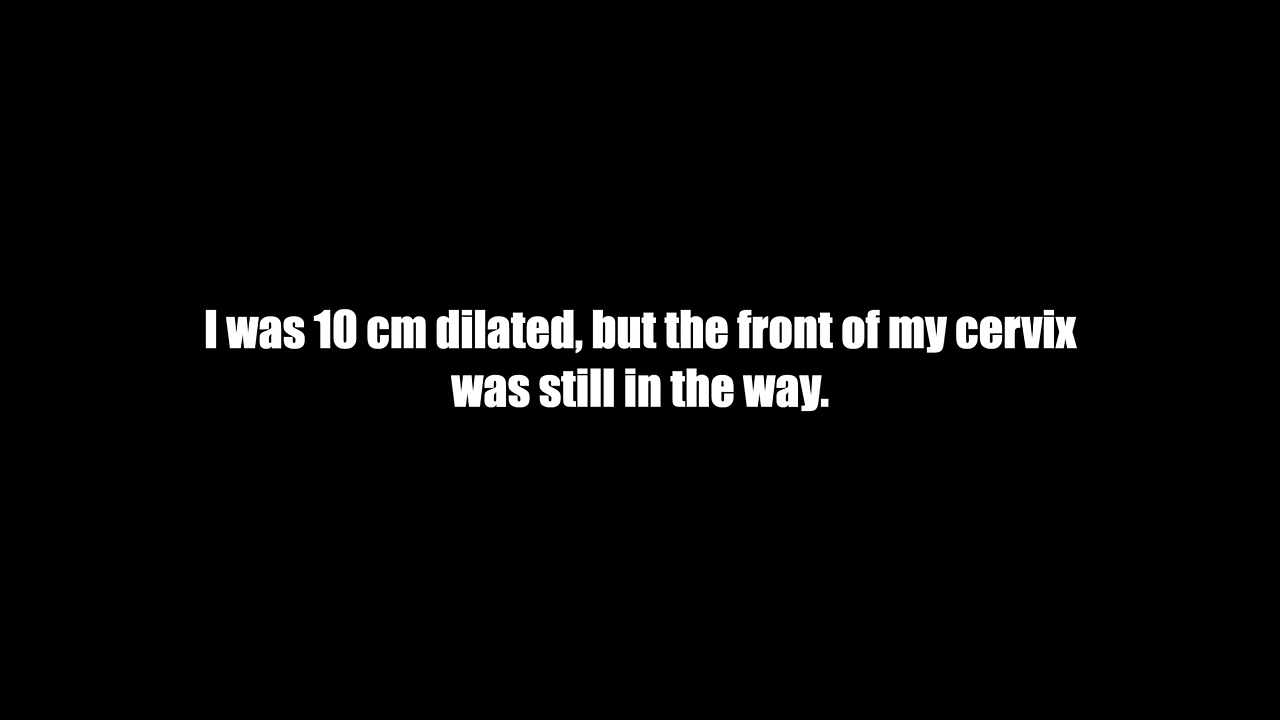 I was 10 cm dilated, but the front of my cervix
was still in the way.